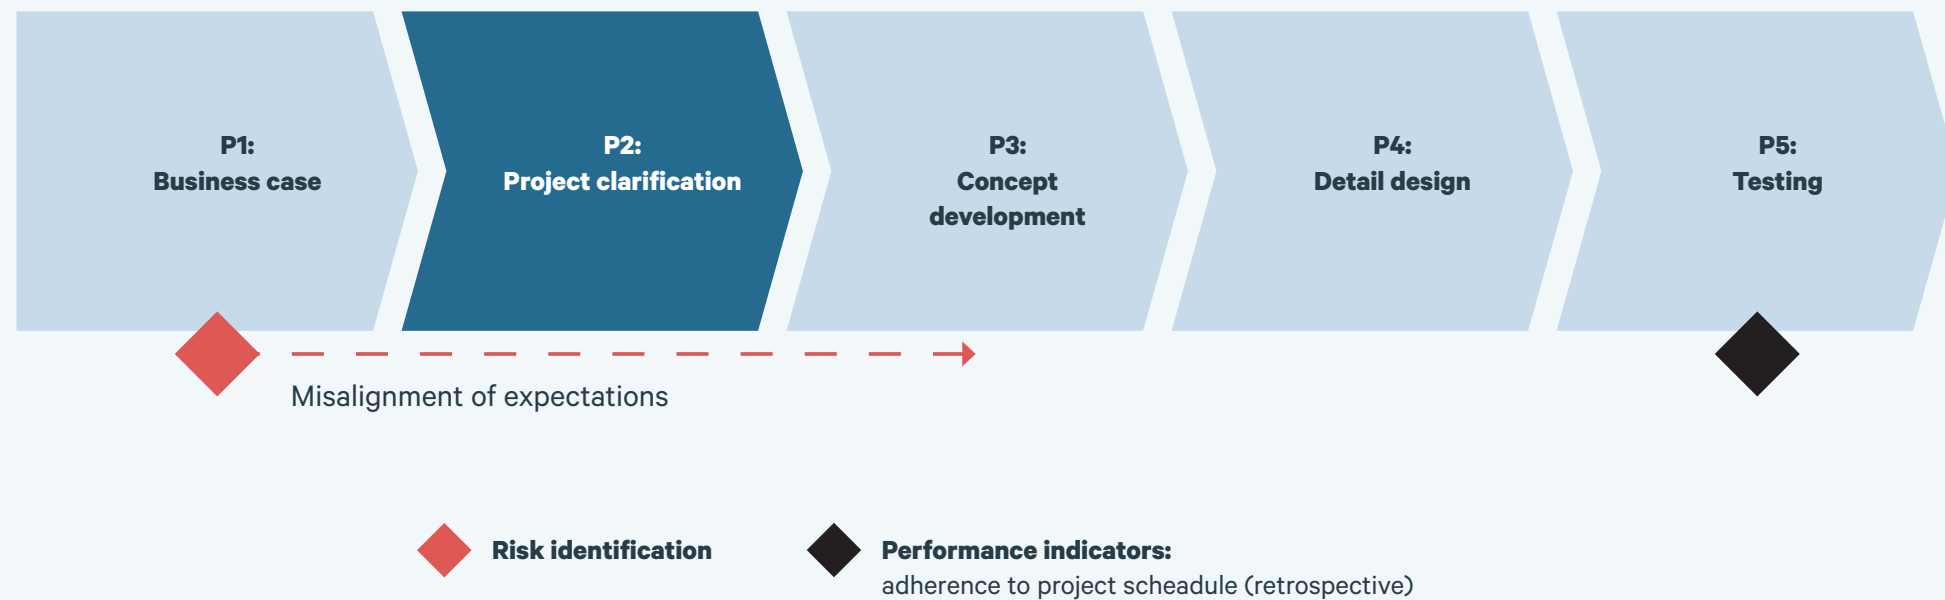 P1:
Business case
P2:
Project clarification
P3:
Concept
development
P4:
Detail design
P5:
Testing
Misalignment of expectations
Risk identification
Performance indicators:
adherence to project scheadule (retrospective)